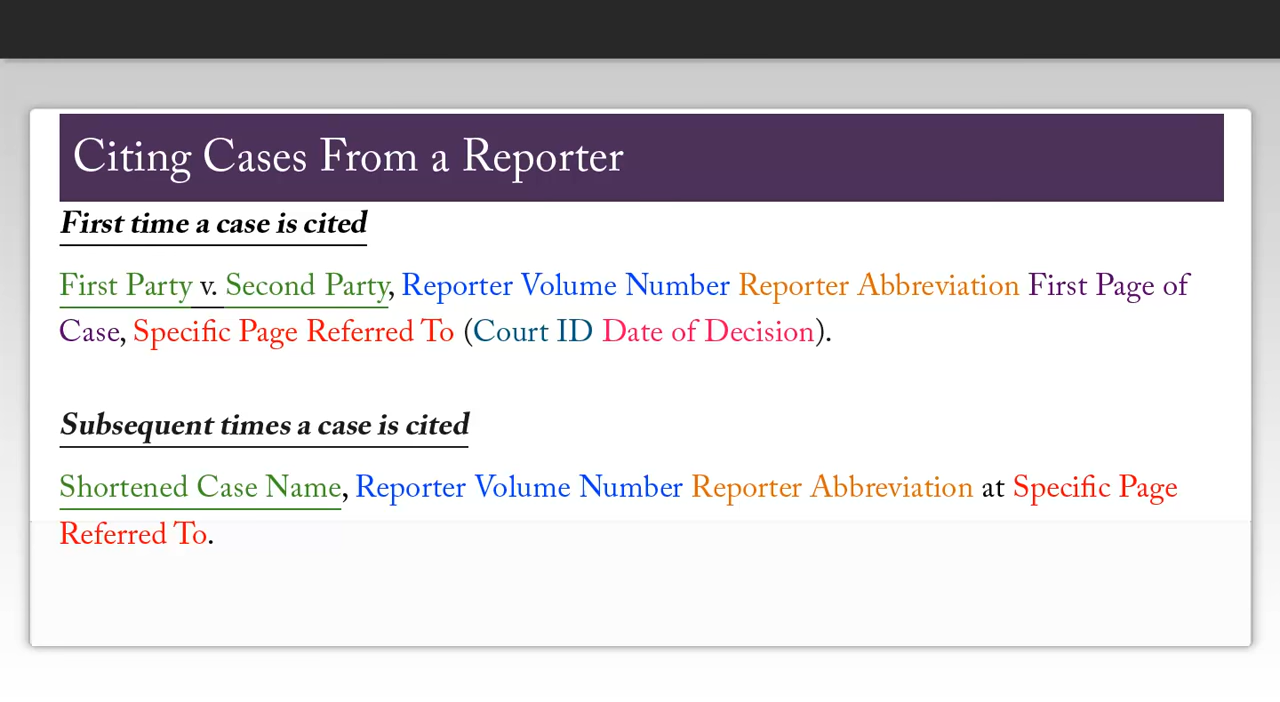 Citing Cases From a Reporter
First time a case is cited
First Party v. Second Party, Reporter Volume Number Reporter Abbreviation First Page of
Case, Specific Page Referred To (Court ID Date of Decision).
Subsequent times a case is cited
Shortened Case Name, Reporter Volume Number Reporter Abbreviation at Specific Page
Referred To.